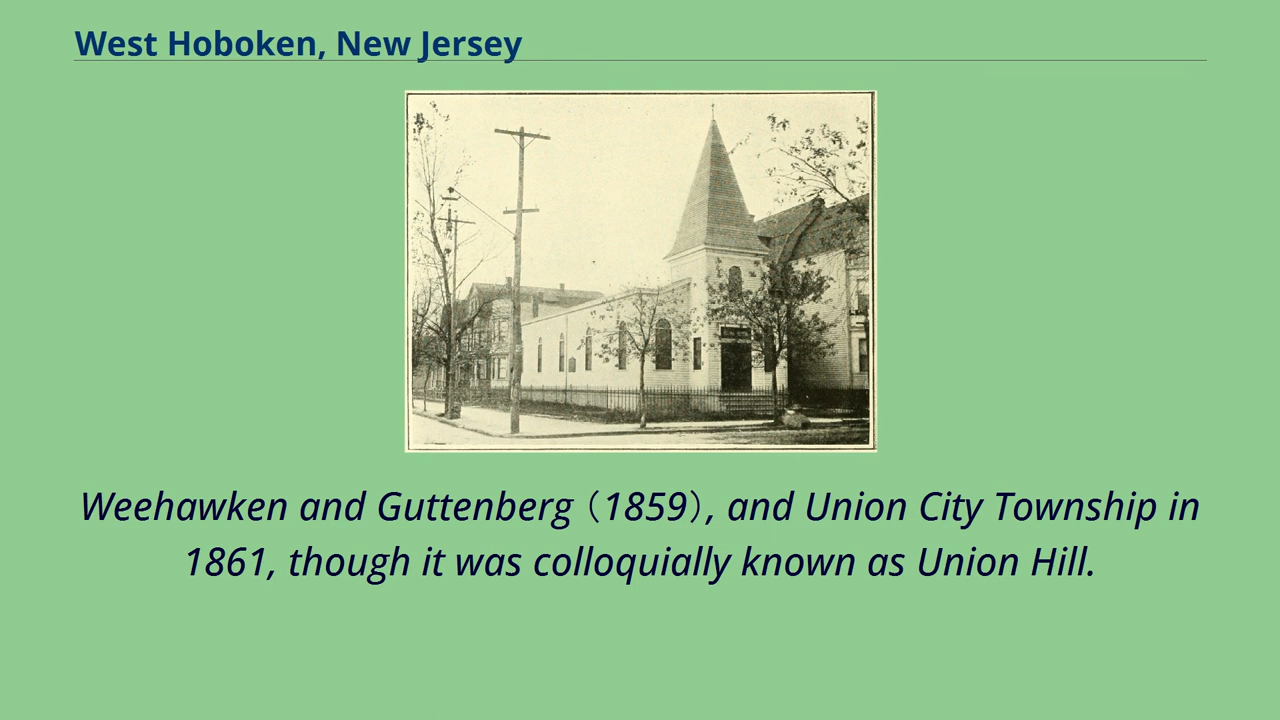 West Hoboken, New Jersey
Weehawken and Guttenberg (1859), and Union City Township in
1861, though it was colloquially known as Union Hill.